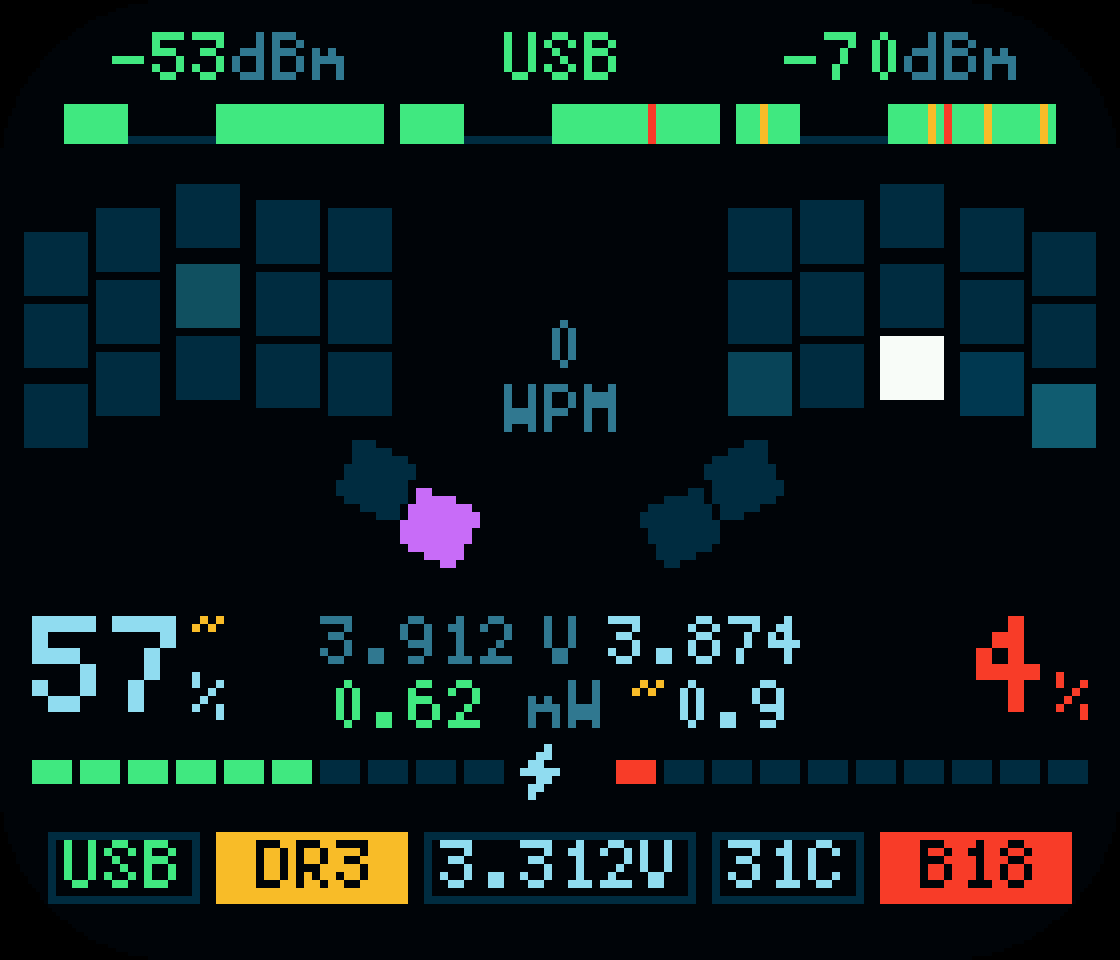 -53dBm USB -70dBm
0
WPM
57~% 3.912 V 3.874 4%
0.62 mW ~0.9
USB DR3 3.312V 31C B18